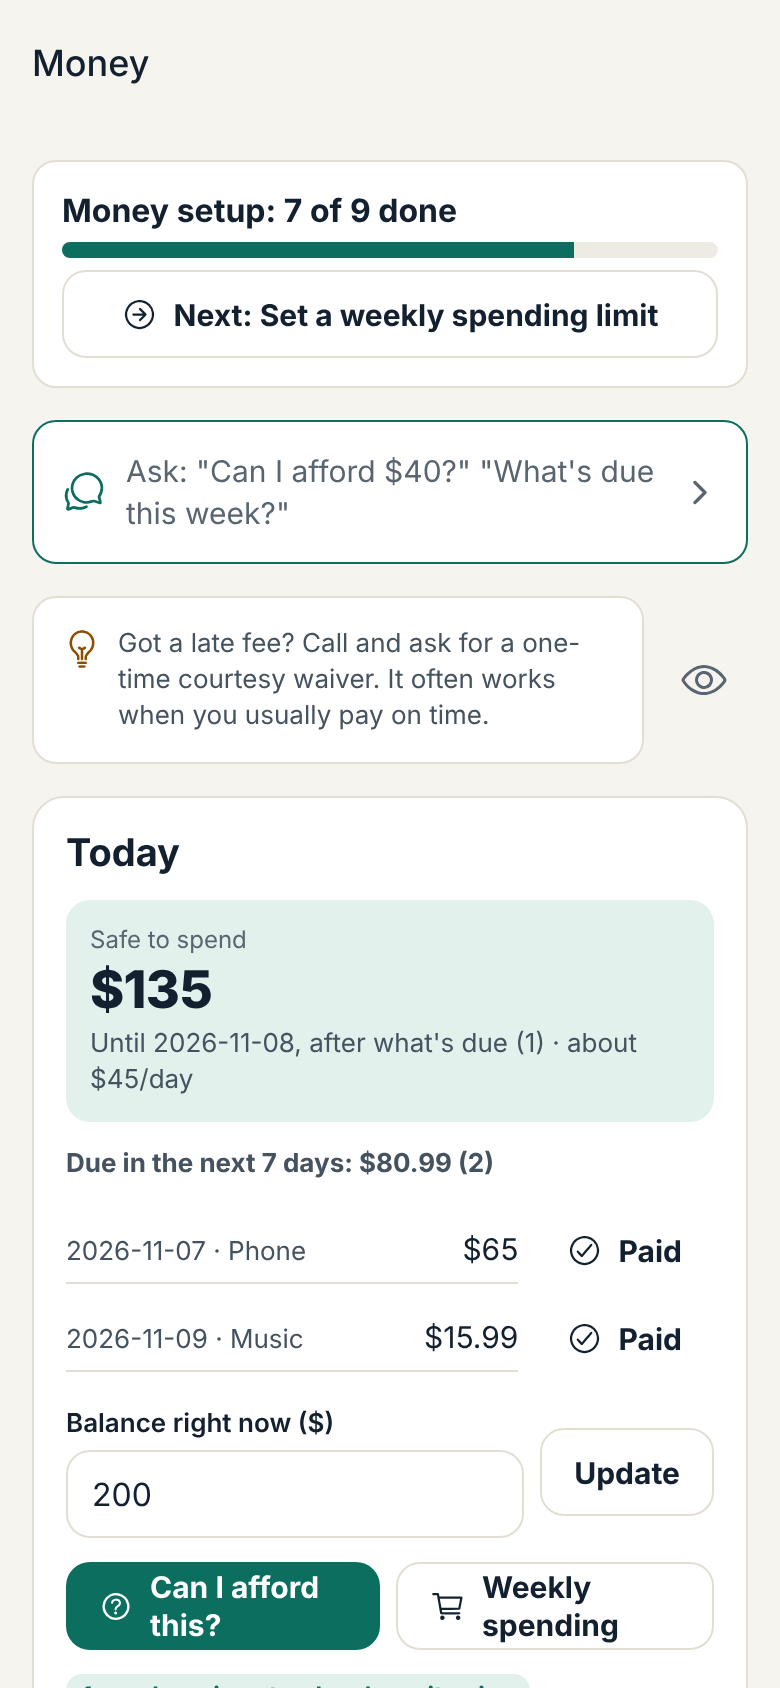 Money
Money setup: 7 of 9 done
Next: Set a weekly spending limit
Ask: "Can I afford $40?" "What's due
this week?"
Got a late fee? Call and ask for a one-
time courtesy waiver. It often works
when you usually pay on time.
Today
Safe to spend
$135
Until 2026-11-08, after what's due (1) · about
$45/day
Due in the next 7 days: $80.99 (2)
2026-11-07 · Phone $65 Paid
2026-11-09 · Music $15.99 Paid
Balance right now ($)
200
Update
Can I afford
this?
Weekly
spending